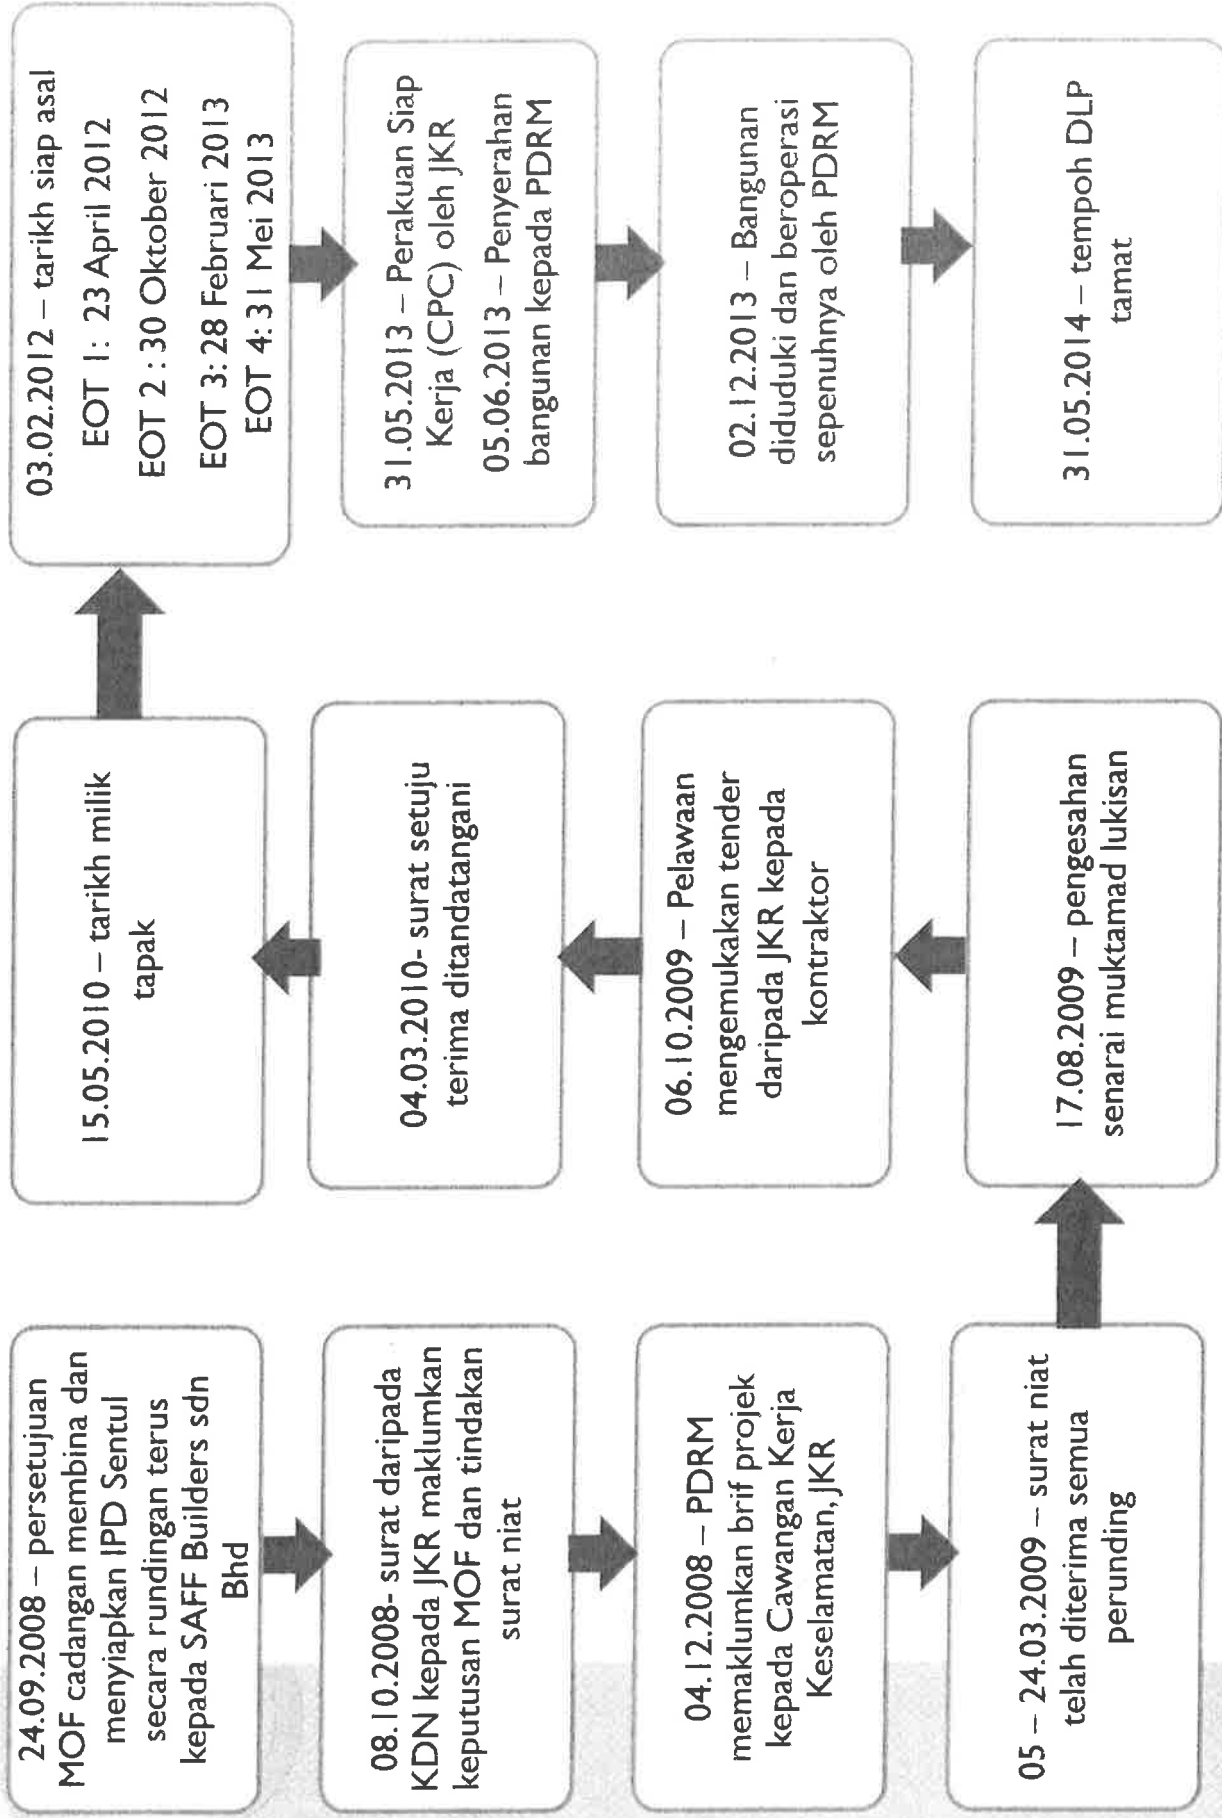 24.09.2008 – persetujuan
MOF cadangan membina dan
menyiapkan IPD Sentul
secara rundingan terus
kepada SAFF Builders sdn
Bhd
08.10.2008- surat daripada
KDN kepada JKR maklumkan
keputusan MOF dan tindakan
surat niat
04.12.2008 – PDRM
memaklumkan brif projek
kepada Cawangan Kerja
Keselamatan, JKR
05 – 24.03.2009 – surat niat
telah diterima semua
perunding
17.08.2009 – pengesahan
senarai muktamad lukisan
06.10.2009 – Pelawaan
mengemukakan tender
daripada JKR kepada
kontraktor
04.03.2010- surat setuju
terima ditandatangani
15.05.2010 – tarikh milik
tapak
03.02.2012 – tarikh siap asal
EOT 1: 23 April 2012
EOT 2 : 30 Oktober 2012
EOT 3: 28 Februari 2013
EOT 4: 31 Mei 2013
31.05.2013 – Perakuan Siap
Kerja (CPC) oleh JKR
05.06.2013 – Penyerahan
bangunan kepada PDRM
02.12.2013 – Bangunan
diduduki dan beroperasi
sepenuhnya oleh PDRM
31.05.2014 – tempoh DLP
tamat